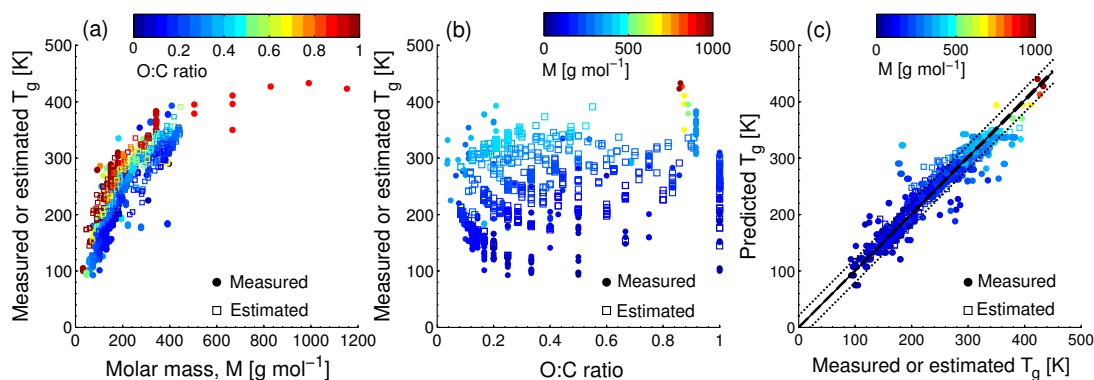 (a)
0 0.2 0.4 0.6 0.8 1
O:C ratio
Measured or estimated T_g [K]
500
400
300
200
100
0
Measured
Estimated
0 200 400 600 800 1000 1200
Molar mass, M [g mol⁻¹]
(b)
0 500 1000
M [g mol⁻¹]
Measured or estimated T_g [K]
500
400
300
200
100
0
Measured
Estimated
0 0.2 0.4 0.6 0.8 1
O:C ratio
(c)
0 500 1000
M [g mol⁻¹]
Predicted T_g [K]
500
400
300
200
100
0
Measured
Estimated
0 100 200 300 400 500
Measured or estimated T_g [K]